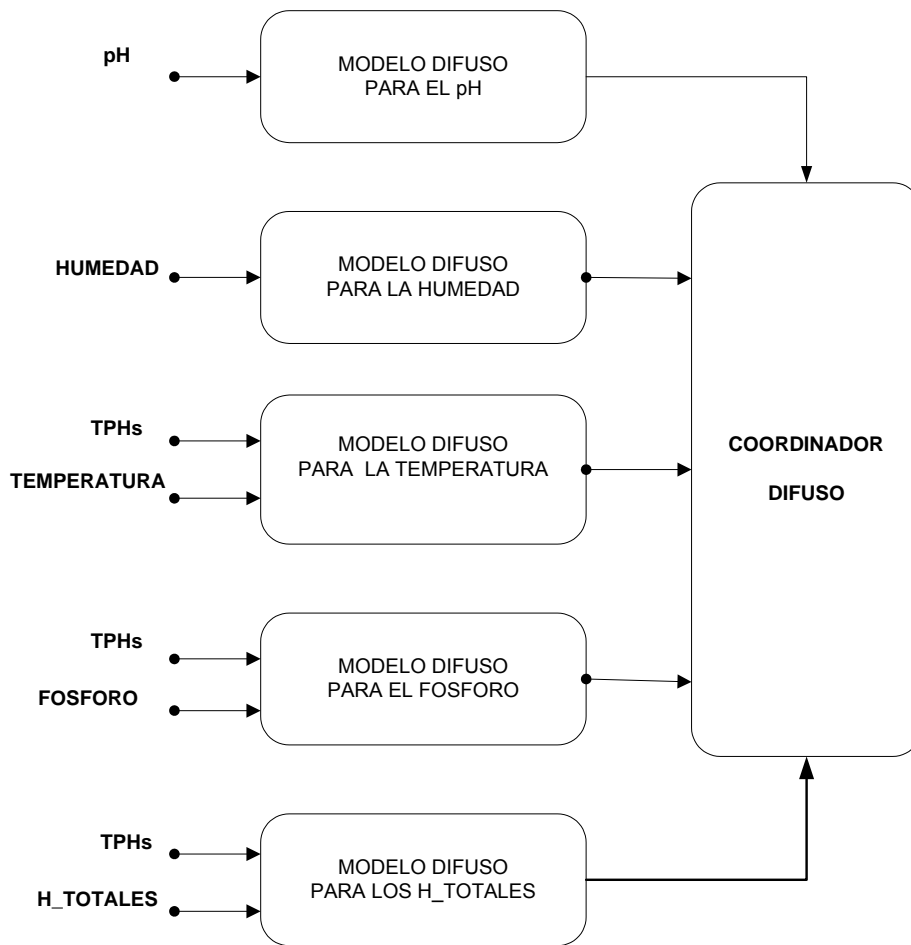 pH
MODELO DIFUSO
PARA EL pH
HUMEDAD
MODELO DIFUSO
PARA LA HUMEDAD
TPHs
TEMPERATURA
MODELO DIFUSO
PARA LA TEMPERATURA
COORDINADOR
DIFUSO
TPHs
FOSFORO
MODELO DIFUSO
PARA EL FOSFORO
TPHs
H_TOTALES
MODELO DIFUSO
PARA LOS H_TOTALES